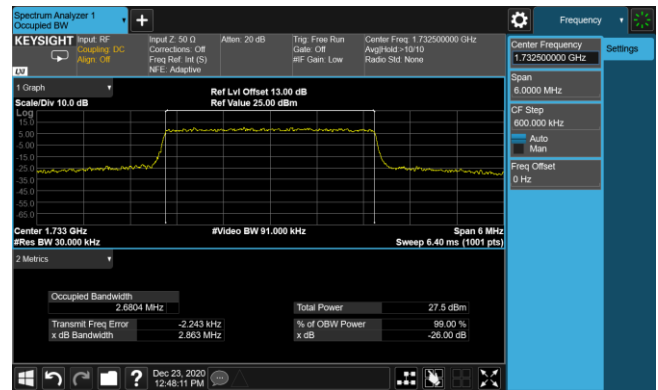 Spectrum Analyzer 1
Occupied BW
Frequency
KEYSIGHT
Input: RF
Coupling: DC
Align: Off
Input Z: 50 Ω
Corrections: Off
Freq Ref: Int (S)
NFE: Adaptive
Atten: 20 dB
Trig: Free Run
Gate: Off
#IF Gain: Low
Center Freq: 1.732500000 GHz
Avg|Hold:>10/10
Radio Std: None
LXI
Center Frequency
1.732500000 GHz
Settings
Span
6.0000 MHz
CF Step
600.000 kHz
Auto
Man
Freq Offset
0 Hz
1 Graph
Scale/Div 10.0 dB
Ref Lvl Offset 13.00 dB
Ref Value 25.00 dBm
Log
15.0
5.00
-5.00
-15.0
-25.0
-35.0
-45.0
-55.0
-65.0
Center 1.733 GHz
#Video BW 91.000 kHz
Span 6 MHz
#Res BW 30.000 kHz
Sweep 6.40 ms (1001 pts)
2 Metrics
Occupied Bandwidth
2.6804 MHz
Total Power
27.5 dBm
Transmit Freq Error
-2.243 kHz
% of OBW Power
99.00 %
x dB Bandwidth
2.863 MHz
x dB
-26.00 dB
?
Dec 23, 2020
12:48:11 PM